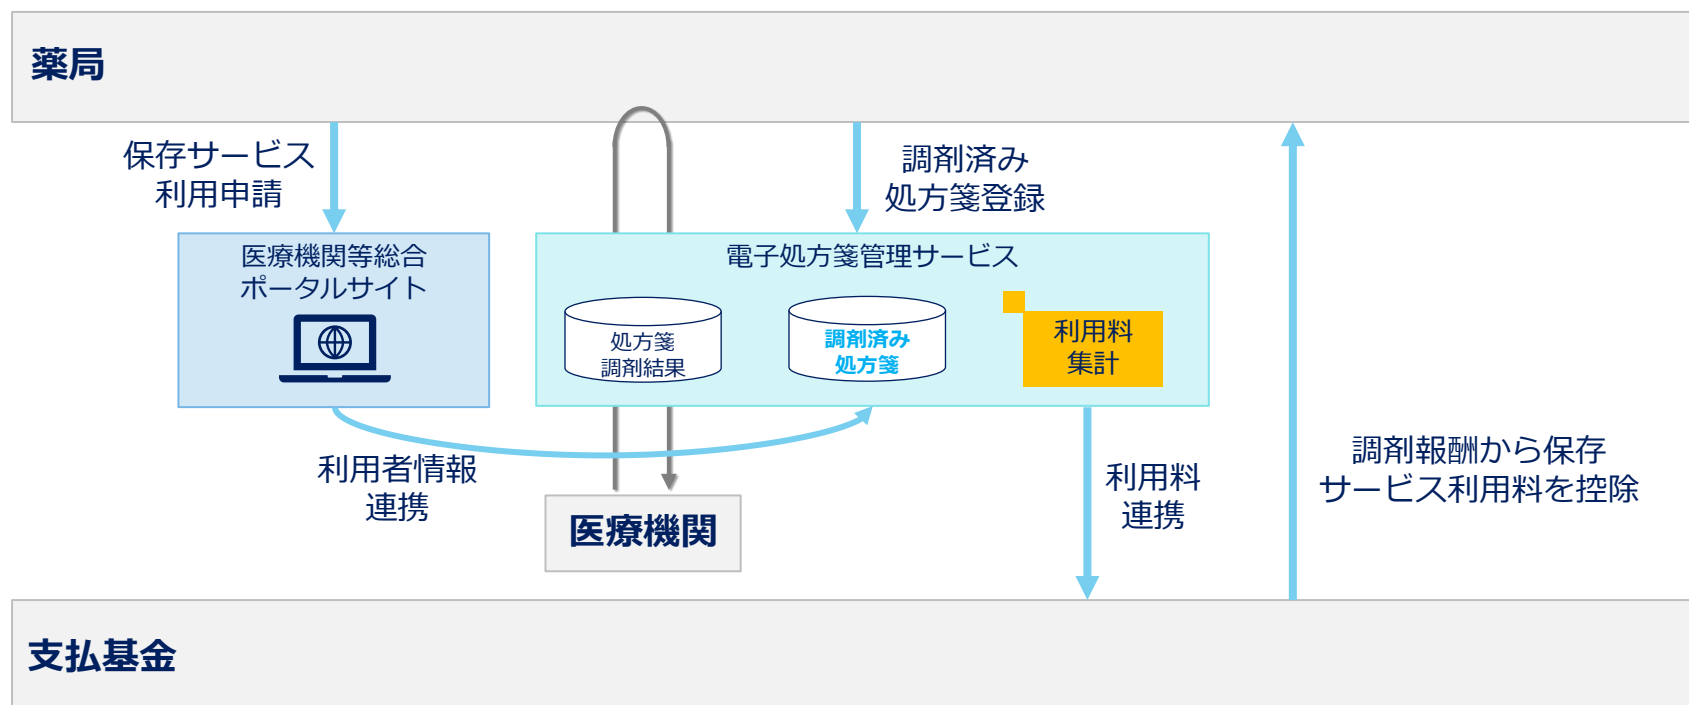 薬局
保存サービス
利用申請
調剤済み
処方箋登録
医療機関等総合
ポータルサイト
電子処方箋管理サービス
処方箋
調剤結果
調剤済み
処方箋
利用料
集計
利用者情報
連携
医療機関
利用料
連携
調剤報酬から保存
サービス利用料を控除
支払基金